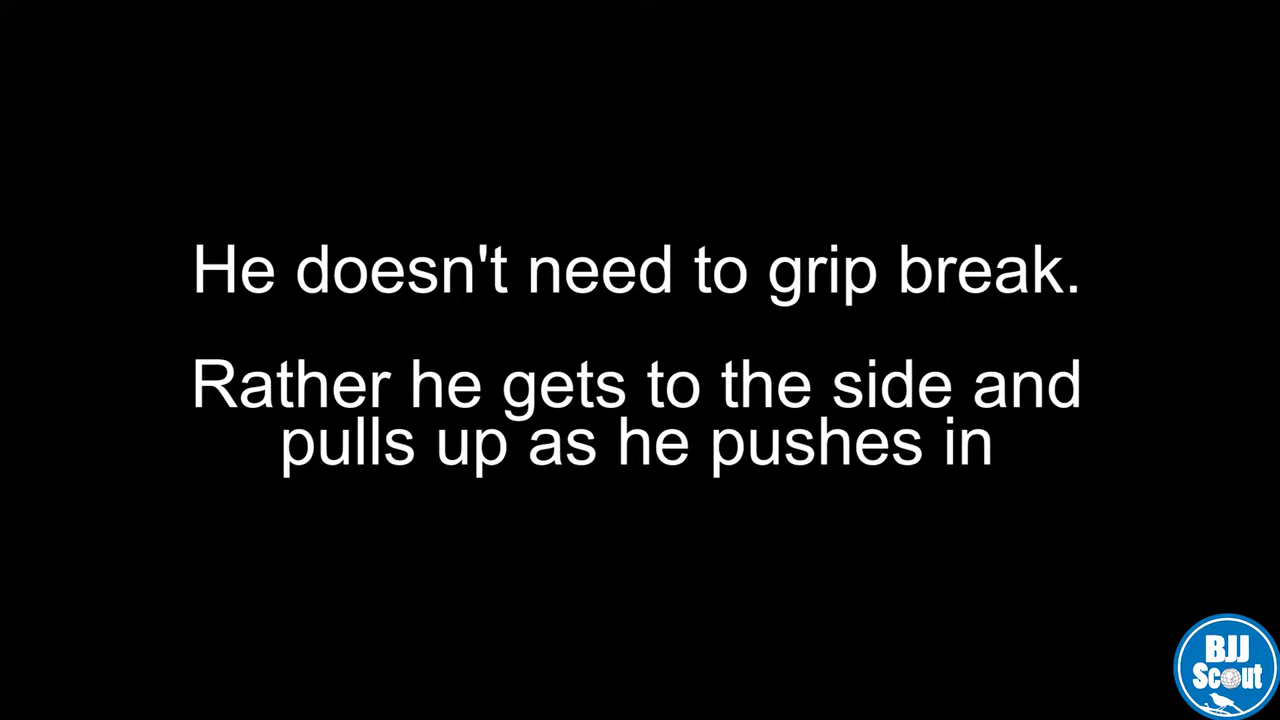 He doesn't need to grip break.
Rather he gets to the side and
pulls up as he pushes in
BJJ
Scout